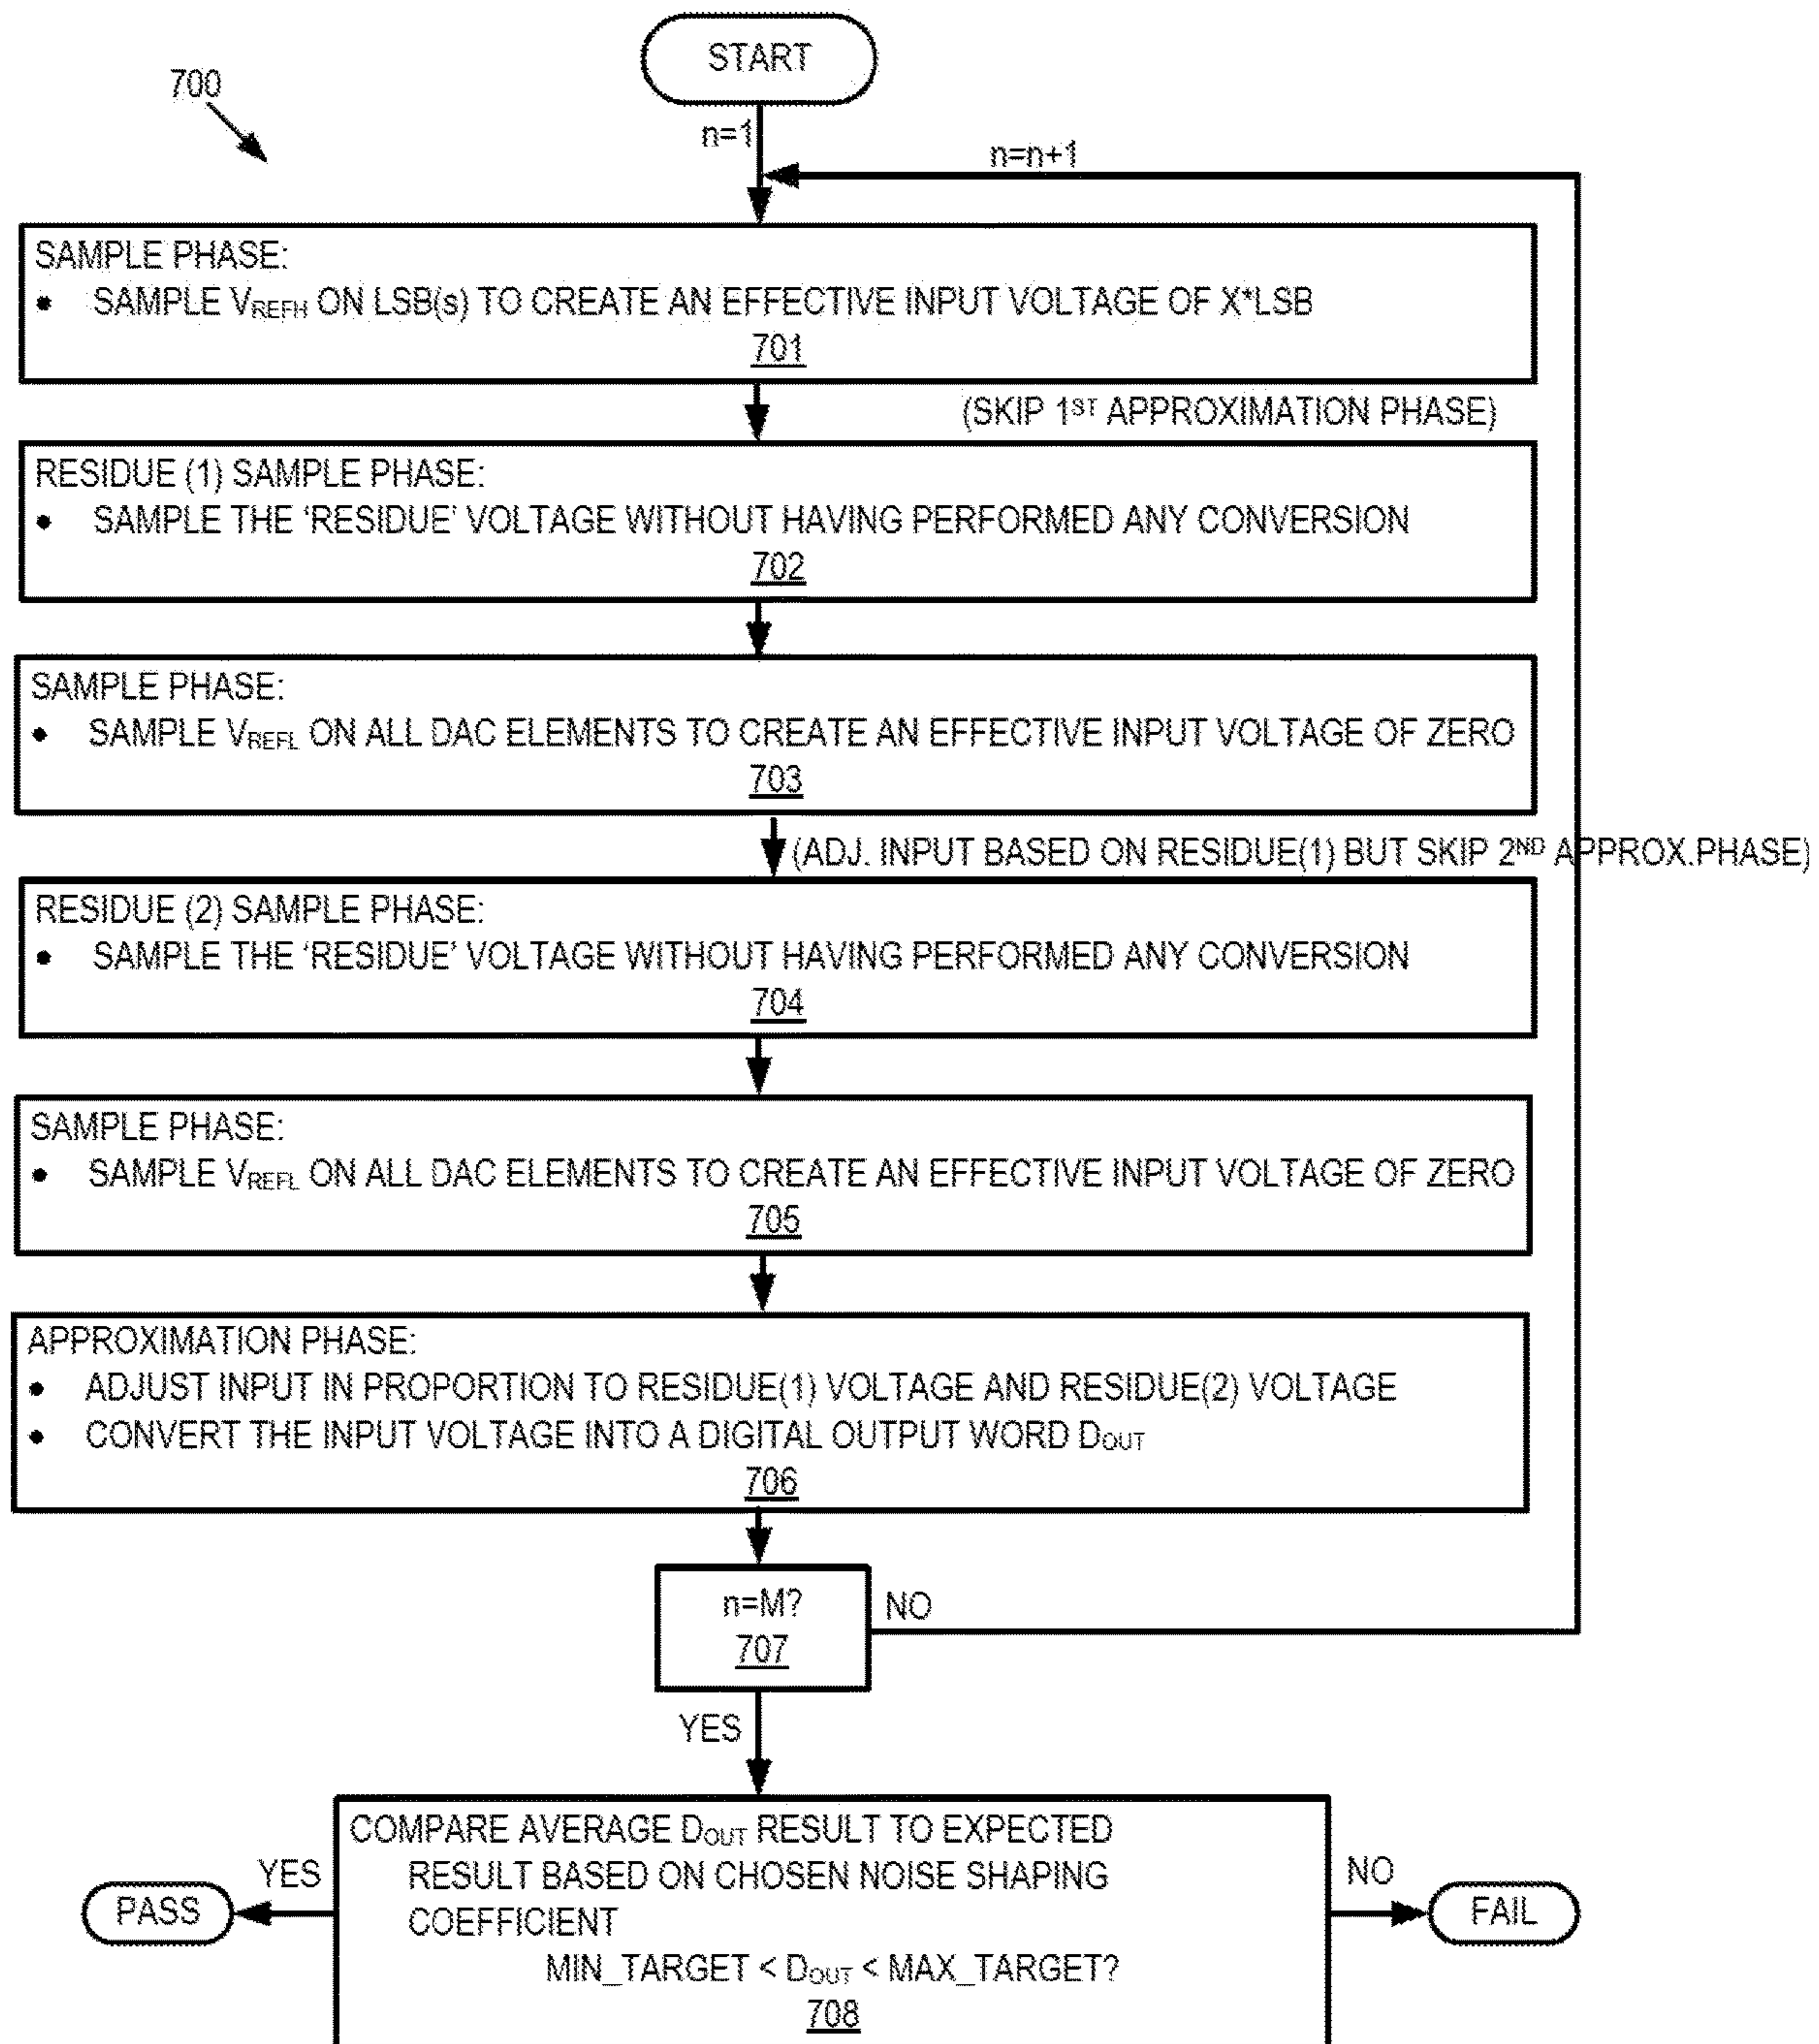 START
700
n=1
n=n+1
SAMPLE PHASE:
• SAMPLE VREFH ON LSB(s) TO CREATE AN EFFECTIVE INPUT VOLTAGE OF X*LSB
701
(SKIP 1ST APPROXIMATION PHASE)
RESIDUE (1) SAMPLE PHASE:
• SAMPLE THE ‘RESIDUE’ VOLTAGE WITHOUT HAVING PERFORMED ANY CONVERSION
702
SAMPLE PHASE:
• SAMPLE VREFL ON ALL DAC ELEMENTS TO CREATE AN EFFECTIVE INPUT VOLTAGE OF ZERO
703
(ADJ. INPUT BASED ON RESIDUE(1) BUT SKIP 2ND APPROX.PHASE)
RESIDUE (2) SAMPLE PHASE:
• SAMPLE THE ‘RESIDUE’ VOLTAGE WITHOUT HAVING PERFORMED ANY CONVERSION
704
SAMPLE PHASE:
• SAMPLE VREFL ON ALL DAC ELEMENTS TO CREATE AN EFFECTIVE INPUT VOLTAGE OF ZERO
705
APPROXIMATION PHASE:
• ADJUST INPUT IN PROPORTION TO RESIDUE(1) VOLTAGE AND RESIDUE(2) VOLTAGE
• CONVERT THE INPUT VOLTAGE INTO A DIGITAL OUTPUT WORD DOUT
706
n=M?
707
NO
YES
COMPARE AVERAGE DOUT RESULT TO EXPECTED
RESULT BASED ON CHOSEN NOISE SHAPING
COEFFICIENT
MIN_TARGET < DOUT < MAX_TARGET?
708
YES
PASS
NO
FAIL